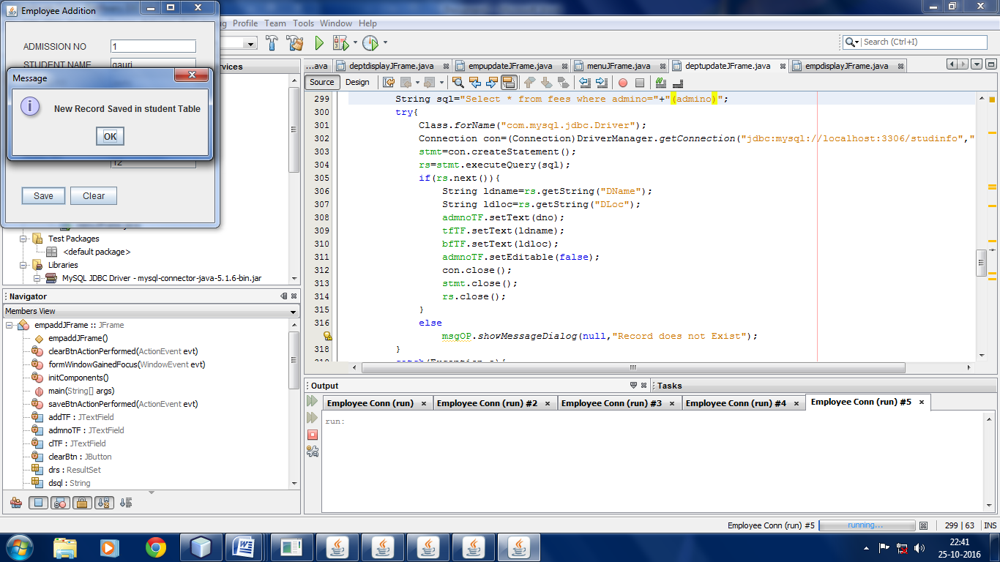 Employee Addition
ADMISSION NO 1
STUDENT NAME gauri
Message
New Record Saved in student Table
OK
12
Save Clear
Profile Team Tools Window Help
Search (Ctrl+I)
...ava deptdisplayJFrame.java empupdateJFrame.java menuJFrame.java deptupdateJFrame.java empdisplayJFrame.java
Source Design
299 String sql="Select * from fees where admino="+"(admino)";
300 try{
301 Class.forName("com.mysql.jdbc.Driver");
302 Connection con=(Connection)DriverManager.getConnection("jdbc:mysql://localhost:3306/studinfo","
303 stmt=con.createStatement();
304 rs=stmt.executeQuery(sql);
305 if(rs.next()){
306 String ldname=rs.getString("DName");
307 String ldloc=rs.getString("DLoc");
308 admnoTF.setText(dno);
309 tfTF.setText(ldname);
310 bfTF.setText(ldloc);
311 admnoTF.setEditable(false);
312 con.close();
313 stmt.close();
314 rs.close();
315 }
316 else
msgOP.showMessageDialog(null,"Record does not Exist");
318 }
Test Packages
<default package>
Libraries
MySQL JDBC Driver - mysql-connector-java-5.1.6-bin.jar
Navigator
Members View
empaddJFrame :: JFrame
empaddJFrame()
clearBtnActionPerformed(ActionEvent evt)
formWindowGainedFocus(WindowEvent evt)
initComponents()
main(String[] args)
saveBtnActionPerformed(ActionEvent evt)
addTF : JTextField
admnoTF : JTextField
clTF : JTextField
clearBtn : JButton
drs : ResultSet
dsql : String
Output Tasks
Employee Conn (run) Employee Conn (run) #2 Employee Conn (run) #3 Employee Conn (run) #4 Employee Conn (run) #5
run:
Employee Conn (run) #5 running... 299 | 63 INS
22:41
25-10-2016